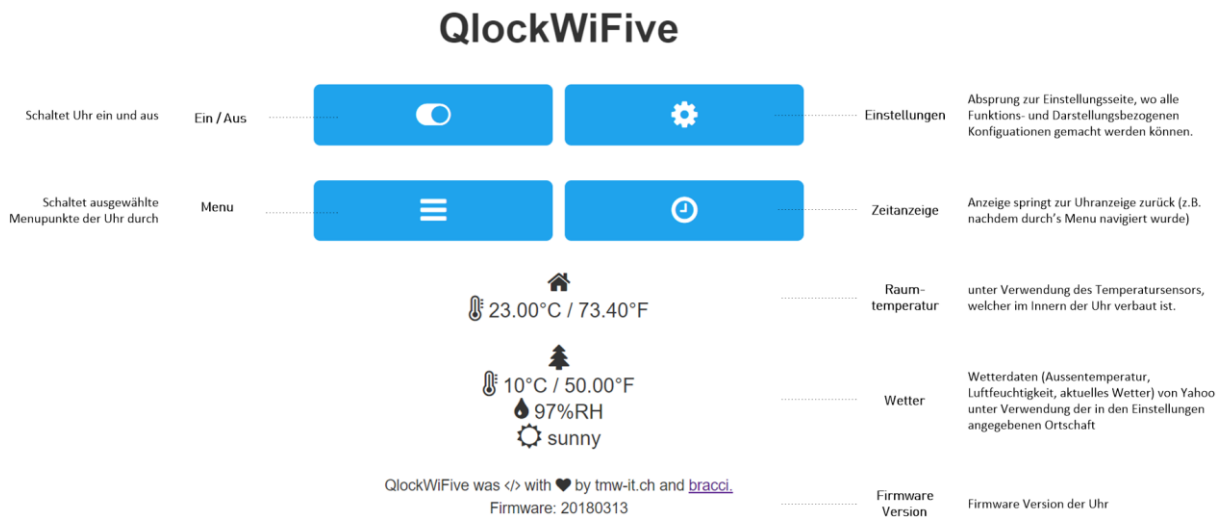 QlockWiFive
Schaltet Uhr ein und aus
Ein / Aus
Einstellungen
Absprung zur Einstellungsseite, wo alle
Funktions- und Darstellungsbezogenen
Konfiguationen gemacht werden können.
Schaltet ausgewählte
Menupunkte der Uhr durch
Menu
Zeitanzeige
Anzeige springt zur Uhranzeige zurück (z.B.
nachdem durch's Menu navigiert wurde)
23.00°C / 73.40°F
Raum-
temperatur
unter Verwendung des Temperatursensors,
welcher im Innern der Uhr verbaut ist.
10°C / 50.00°F
97%RH
sunny
Wetter
Wetterdaten (Aussentemperatur,
Luftfeuchtigkeit, aktuelles Wetter) von Yahoo
unter Verwendung der in den Einstellungen
angegebenen Ortschaft
QlockWiFive was </> with ♥ by tmw-it.ch and bracci.
Firmware: 20180313
Firmware
Version
Firmware Version der Uhr